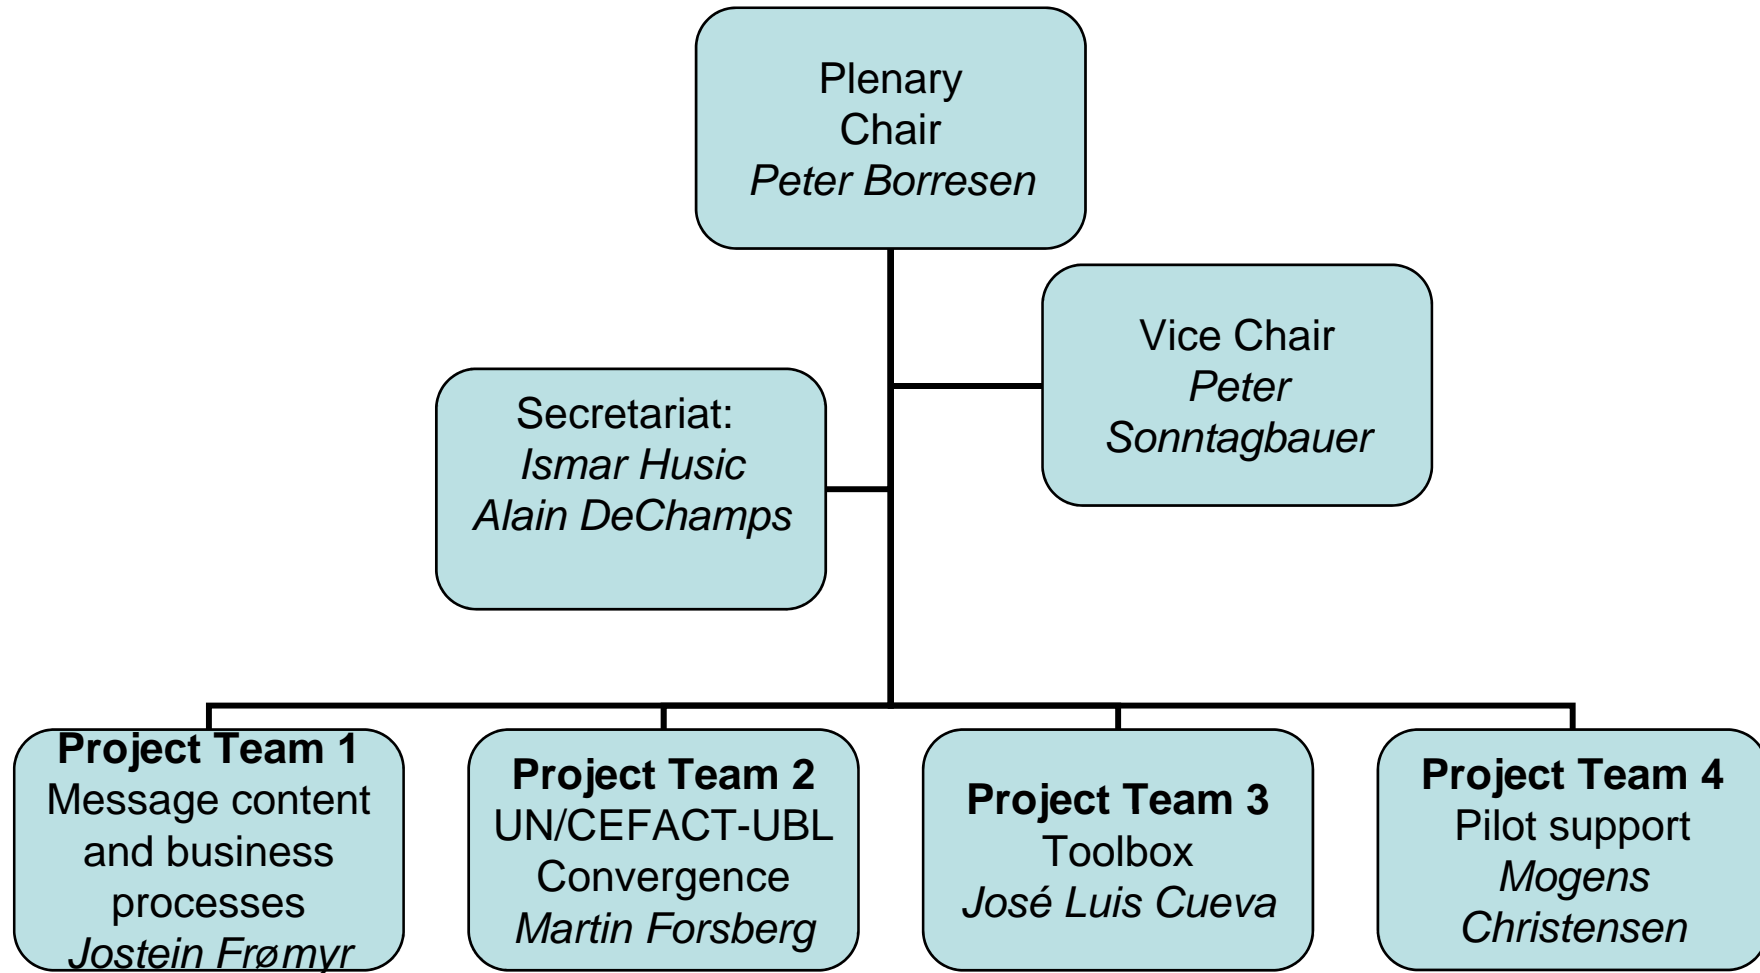 Plenary
Chair
Peter Borresen
Vice Chair
Peter
Sonntagbauer
Secretariat:
Ismar Husic
Alain DeChamps
Project Team 1
Message content
and business
processes
Jostein Frømyr
Project Team 2
UN/CEFACT-UBL
Convergence
Martin Forsberg
Project Team 3
Toolbox
José Luis Cueva
Project Team 4
Pilot support
Mogens
Christensen